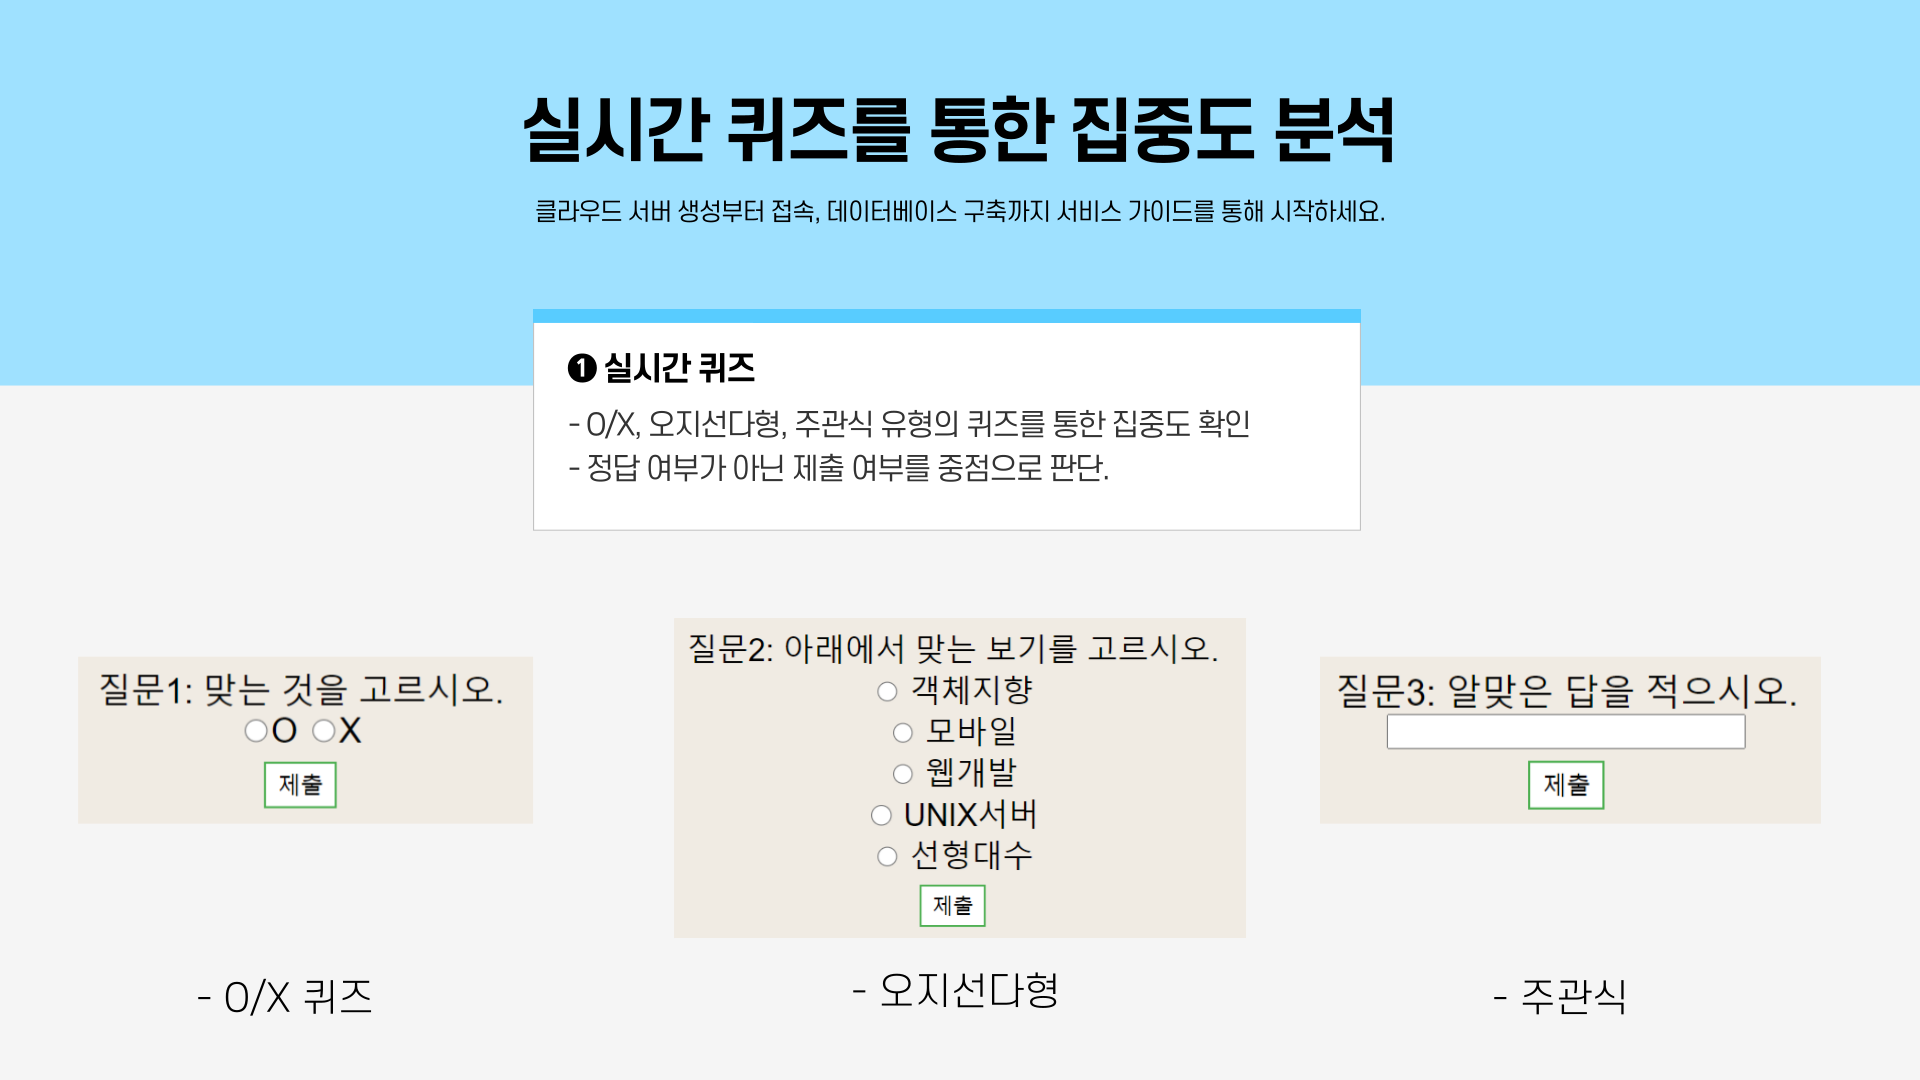 실시간 퀴즈를 통한 집중도 분석
클라우드 서버 생성부터 접속, 데이터베이스 구축까지 서비스 가이드를 통해 시작하세요.
❶ 실시간 퀴즈
- O/X, 오지선다형, 주관식 유형의 퀴즈를 통한 집중도 확인
- 정답 여부가 아닌 제출 여부를 중점으로 판단.
질문1: 맞는 것을 고르시오.
O X
제출
- O/X 퀴즈
질문2: 아래에서 맞는 보기를 고르시오.
객체지향
모바일
웹개발
UNIX서버
선형대수
제출
- 오지선다형
질문3: 알맞은 답을 적으시오.
제출
- 주관식